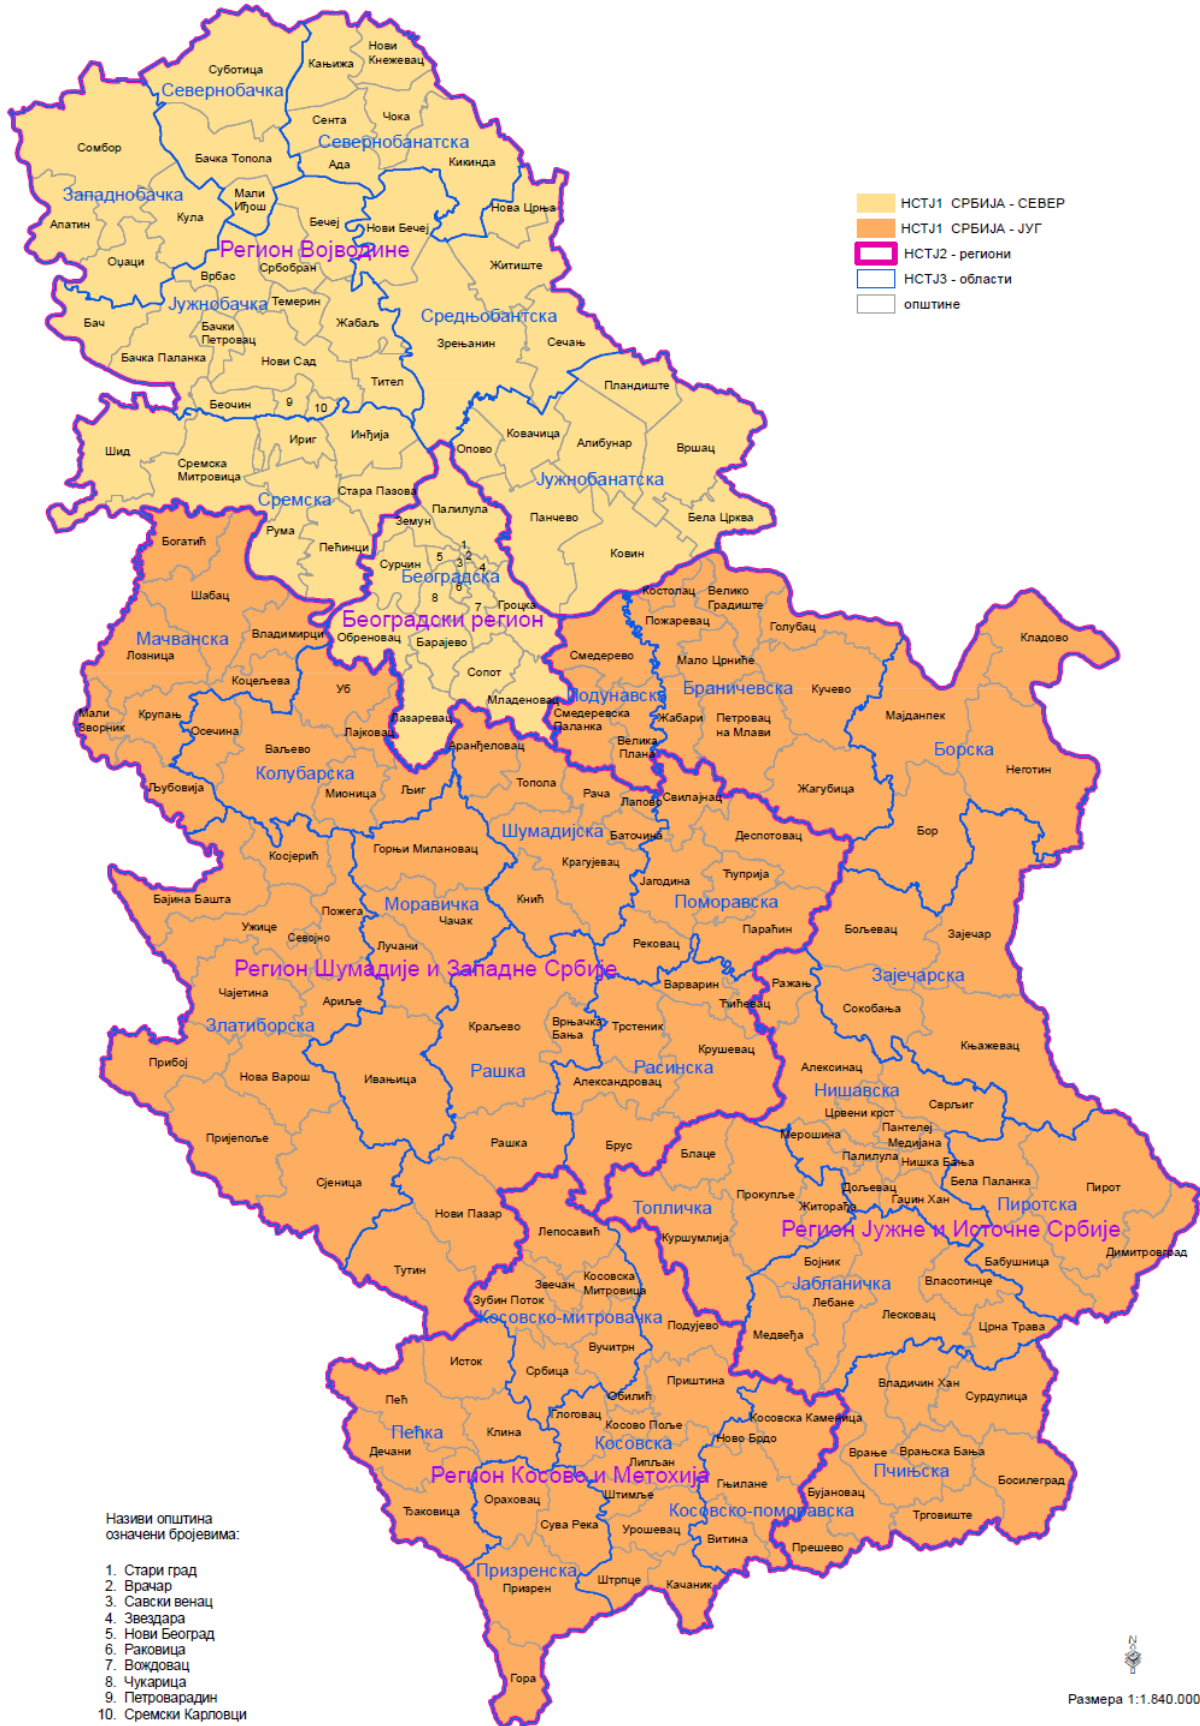 Нови
Кнежевац
Кањижа
Суботица
Севернобачка
Сента
Чока
Севернобанатска
Сомбор
Бачка Топола
Ада
Кикинда
Западнобачка
Мали
Иђош
Апатин
Кула
Бечеј
Нови Бечеј
Нова Црња
Регион Војводине
Оџаци
Врбас
Србобран
Житиште
Јужнобачка
Темерин
Бач
Бачки
Петровац
Жабаљ
Средњобантска
Зрењанин
Сечањ
Бачка Паланка
Нови Сад
Тител
Пландиште
Беочин
9
10
Ириг
Инђија
Ковачица
Алибунар
Вршац
Шид
Сремска
Митровица
Опово
Јужнобанатска
Сремска
Стара Пазова
Палилула
Земун
Панчево
Бела Црква
Рума
Пећинци
Сурчин
1
2
3
4
5
6
7
8
Ковин
Београдска
Гроцка
Београдски регион
Обреновац
Барајево
Сопот
Младеновац
Лазаревац
НСТЈ1 СРБИЈА - СЕВЕР
НСТЈ1 СРБИЈА - ЈУГ
НСТЈ2 - региони
НСТЈ3 - области
општине
Богатић
Шабац
Мачванска
Владимирци
Лозница
Коцељева
Мали
Зворник
Крупањ
Љубовија
Осечина
Уб
Ваљево
Лајковац
Колубарска
Мионица
Љиг
Костолац
Велико
Градиште
Пожаревац
Голубац
Смедерево
Мало Црниће
Подунавска
Браничевска
Кучево
Смедеревска
Паланка
Жабари
Петровац
на Млави
Велика
Плана
Жагубица
Кладово
Мајданпек
Борска
Неготин
Бор
Аранђеловац
Топола
Рача
Лапово
Свилајнац
Шумадијска
Баточина
Деспотовац
Горњи Милановац
Крагујевац
Косјерић
Јагодина
Ћуприја
Бајина Башта
Моравичка
Кнић
Поморавска
Пожега
Чачак
Параћин
Ужице
Севојно
Лучани
Рековац
Бољевац
Зајечар
Регион Шумадије и Западне Србије
Зајечарска
Чајетина
Ариље
Варварин
Ћићевац
Ражањ
Сокобања
Златиборска
Краљево
Врњачка
Бања
Трстеник
Крушевац
Књажевац
Прибој
Нова Варош
Ивањица
Рашка
Расинска
Александровац
Алексинац
Нишавска
Сврљиг
Пријепоље
Рашка
Брус
Блаце
Црвени крст
Пантелеј
Мерошина
Медијана
Палилула
Нишка Бања
Сјеница
Дољевац
Бела Паланка
Пирот
Нови Пазар
Топличка
Прокупље
Житорађа
Гаџин Хан
Пиротска
Регион Јужне и Источне Србије
Лепосавић
Куршумлија
Димитровград
Тутин
Бојник
Бабушница
Звечан
Косовска
Митровица
Јабланичка
Власотинце
Зубин Поток
Лебане
Лесковац
Косовско-митровачка
Подујево
Медвеђа
Црна Трава
Исток
Вучитрн
Србица
Приштина
Владичин Хан
Сурдулица
Пећ
Обилић
Глоговац
Косово Поље
Косовска Каменица
Пећка
Клина
Косовска
Ново Брдо
Врање
Врањска Бања
Дечани
Липљан
Пчињска
Регион Косово и Метохија
Гњилане
Босилеград
Ораховац
Штимље
Бујановац
Ђаковица
Сува Река
Косовско-поморавска
Трговиште
Урошевац
Витина
Прешево
Призренска
Штрпце
Качаник
Призрен
Гора
Називи општина
означени бројевима:
1. Стари град
2. Врачар
3. Савски венац
4. Звездара
5. Нови Београд
6. Раковица
7. Вождовац
8. Чукарица
9. Петроварадин
10. Сремски Карловци
N
Размера 1:1.840.000